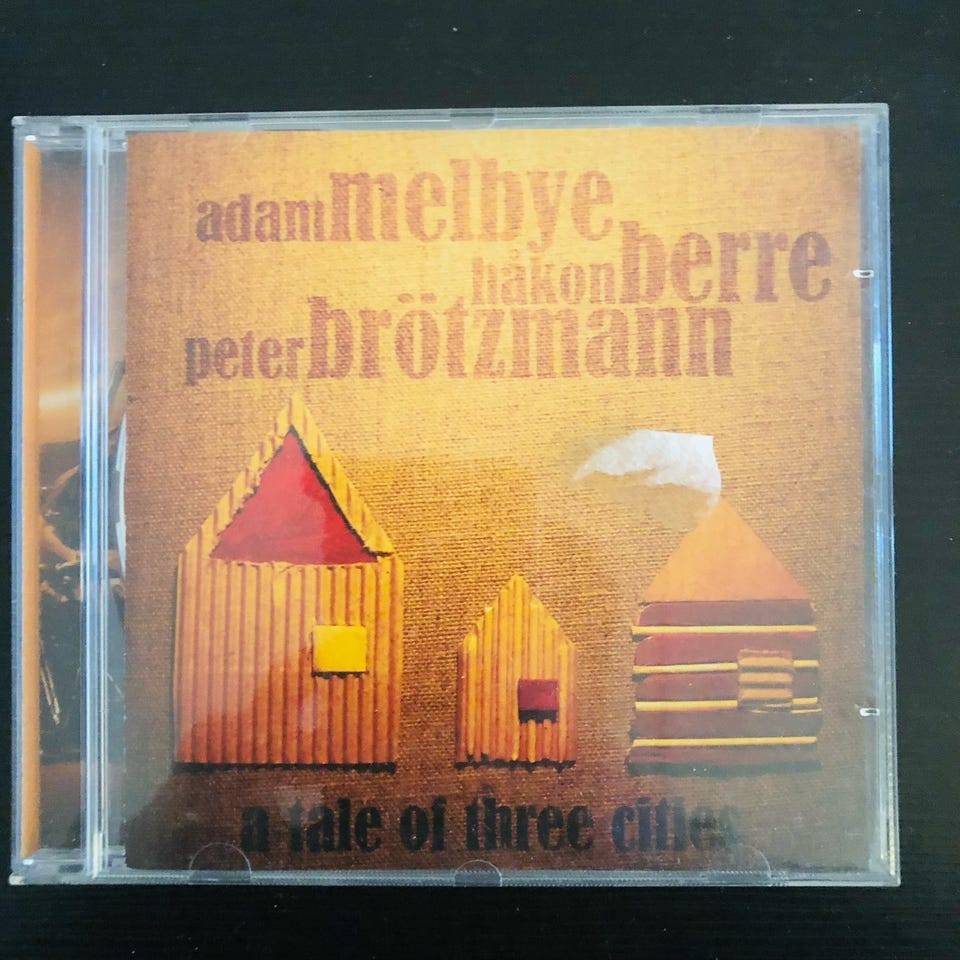 adam melbye
håkon berre
peter brötzmann
a tale of three cities